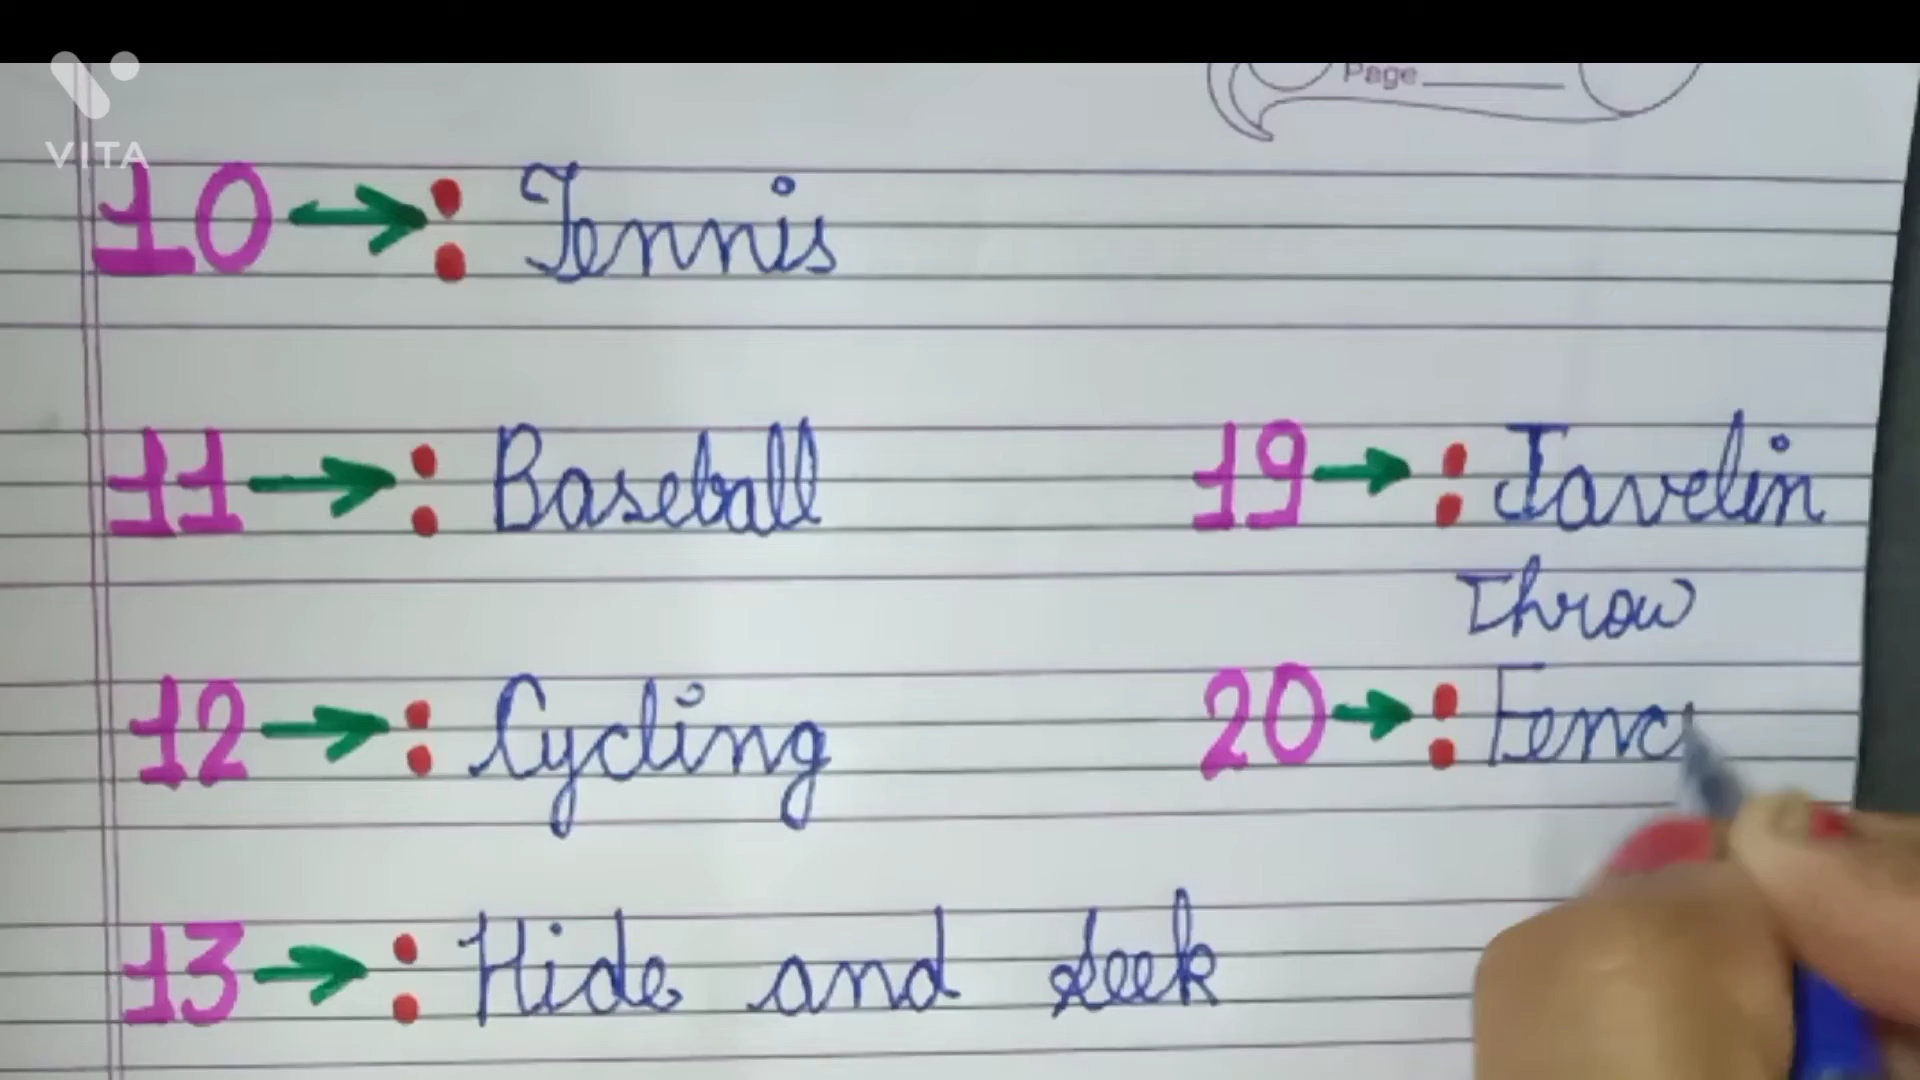 VITA
Page
10 → : Tennis
11 → : Baseball
19 → : Javelin
Throw
12 → : Cycling
20 → : Fenc
13 → : Hide and seek